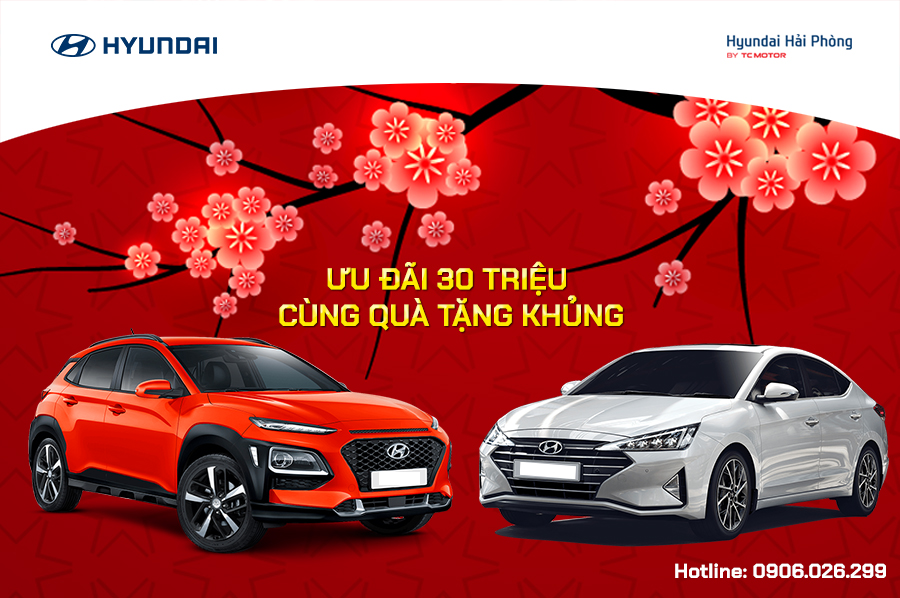 HYUNDAI
Hyundai Hải Phòng
BY TC MOTOR
ƯU ĐÃI 30 TRIỆU
CÙNG QUÀ TẶNG KHỦNG
Hotline: 0906.026.299